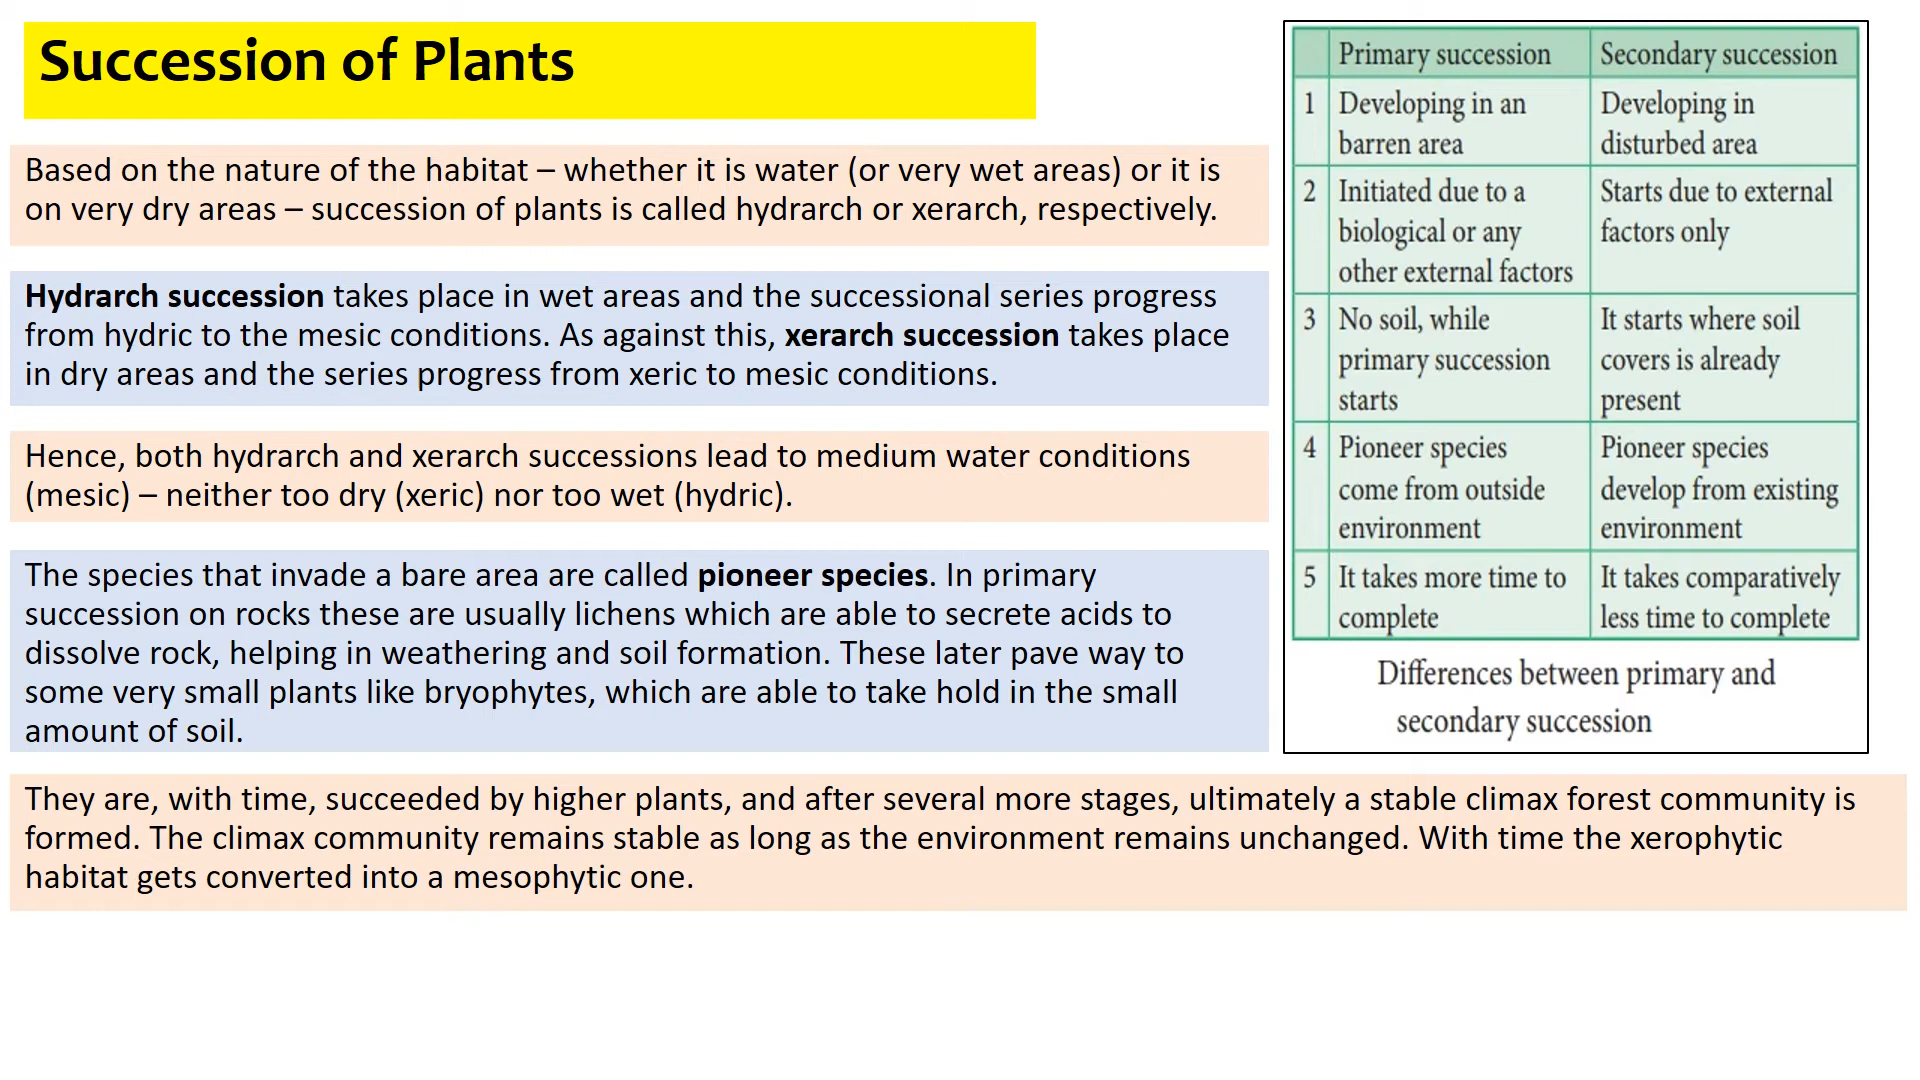 Succession of Plants
Based on the nature of the habitat – whether it is water (or very wet areas) or it is
on very dry areas – succession of plants is called hydrarch or xerarch, respectively.
Hydrarch succession takes place in wet areas and the successional series progress
from hydric to the mesic conditions. As against this, xerarch succession takes place
in dry areas and the series progress from xeric to mesic conditions.
Hence, both hydrarch and xerarch successions lead to medium water conditions
(mesic) – neither too dry (xeric) nor too wet (hydric).
The species that invade a bare area are called pioneer species. In primary
succession on rocks these are usually lichens which are able to secrete acids to
dissolve rock, helping in weathering and soil formation. These later pave way to
some very small plants like bryophytes, which are able to take hold in the small
amount of soil.
They are, with time, succeeded by higher plants, and after several more stages, ultimately a stable climax forest community is
formed. The climax community remains stable as long as the environment remains unchanged. With time the xerophytic
habitat gets converted into a mesophytic one.
Primary succession Secondary succession
1 Developing in an Developing in
barren area disturbed area
2 Initiated due to a Starts due to external
biological or any factors only
other external factors
3 No soil, while It starts where soil
primary succession covers is already
starts present
4 Pioneer species Pioneer species
come from outside develop from existing
environment environment
5 It takes more time to It takes comparatively
complete less time to complete
Differences between primary and
secondary succession